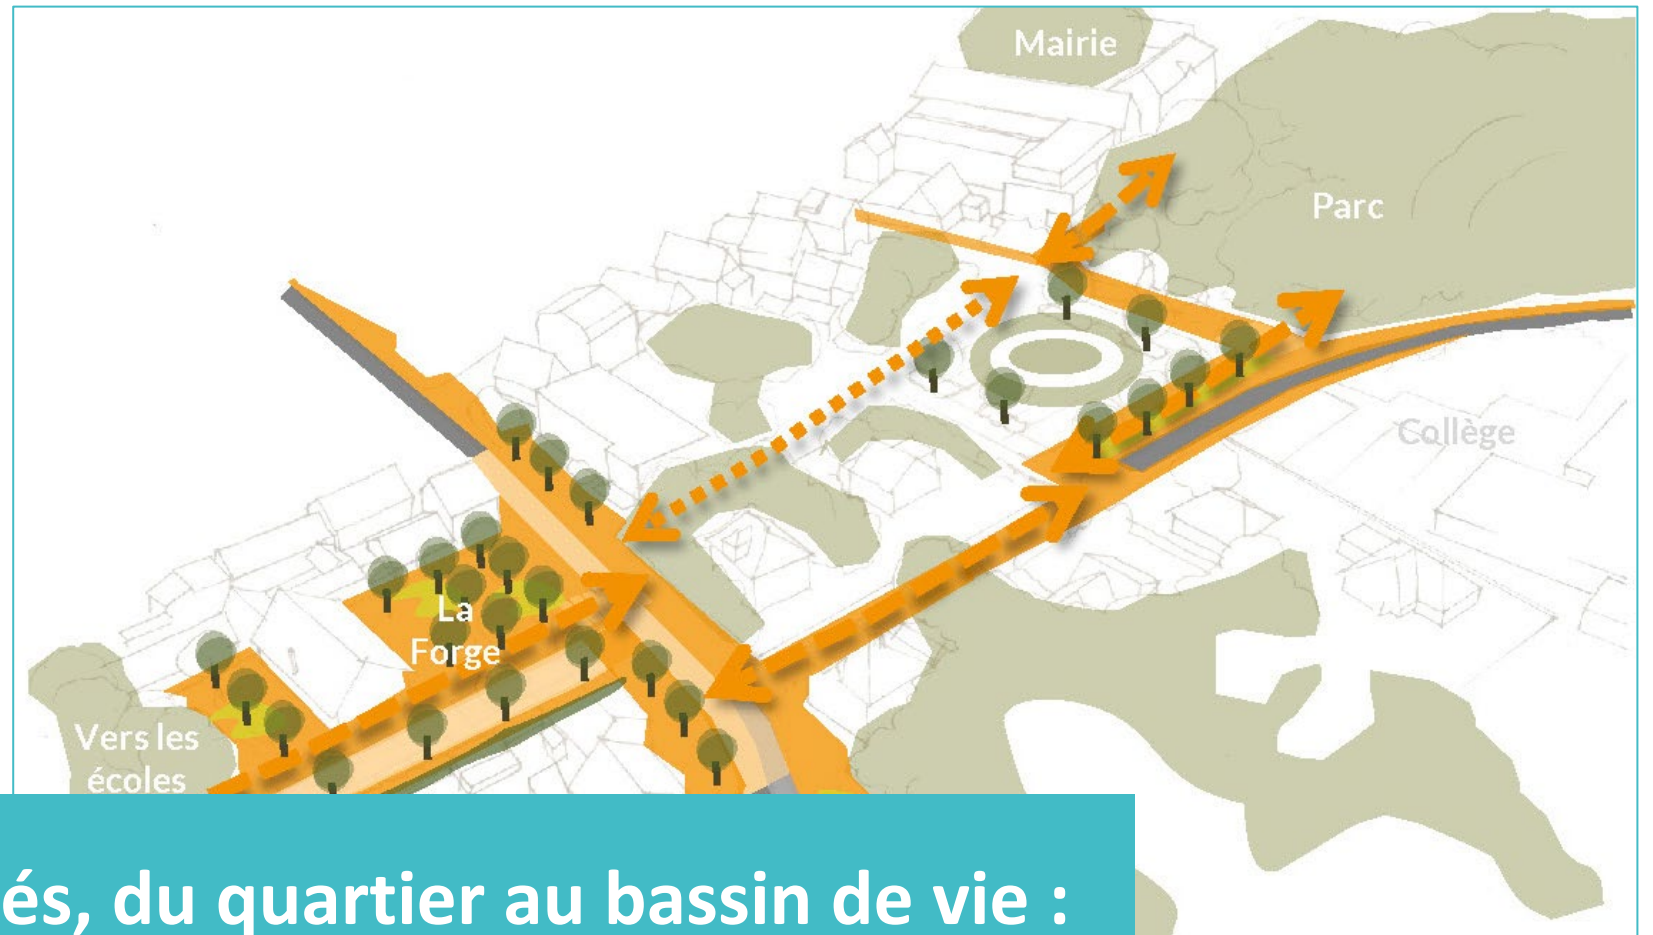 Mairie
Parc
Collège
La
Forge
Vers les
écoles
és, du quartier au bassin de vie :